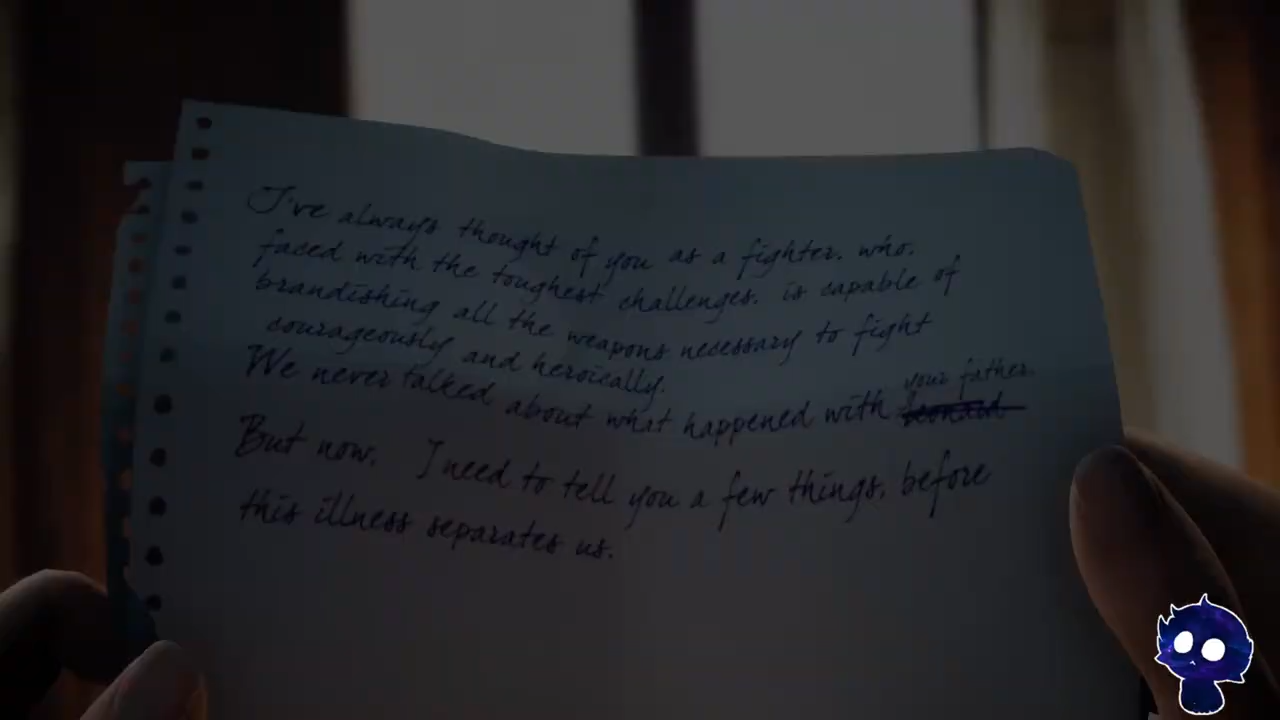 I've always thought of you as a fighter. who.
faced with the toughest challenges. is capable of
brandishing all the weapons necessary to fight
courageously and heroically.
We never talked about what happened with your father
Leonard
But now. I need to tell you a few things. before
this illness separates us.